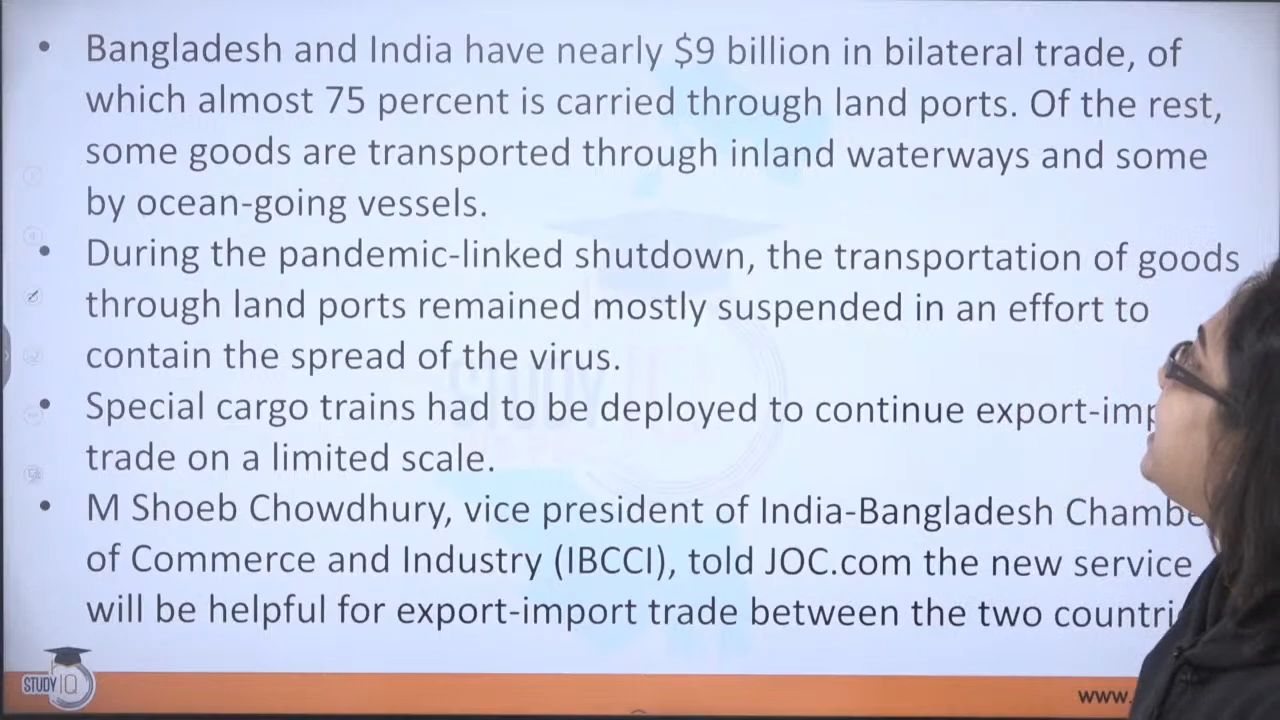 • Bangladesh and India have nearly $9 billion in bilateral trade, of
which almost 75 percent is carried through land ports. Of the rest,
some goods are transported through inland waterways and some
by ocean-going vessels.
• During the pandemic-linked shutdown, the transportation of goods
through land ports remained mostly suspended in an effort to
contain the spread of the virus.
• Special cargo trains had to be deployed to continue export-imp
trade on a limited scale.
• M Shoeb Chowdhury, vice president of India-Bangladesh Chambe
of Commerce and Industry (IBCCI), told JOC.com the new service
will be helpful for export-import trade between the two countri
STUDY IQ
www.